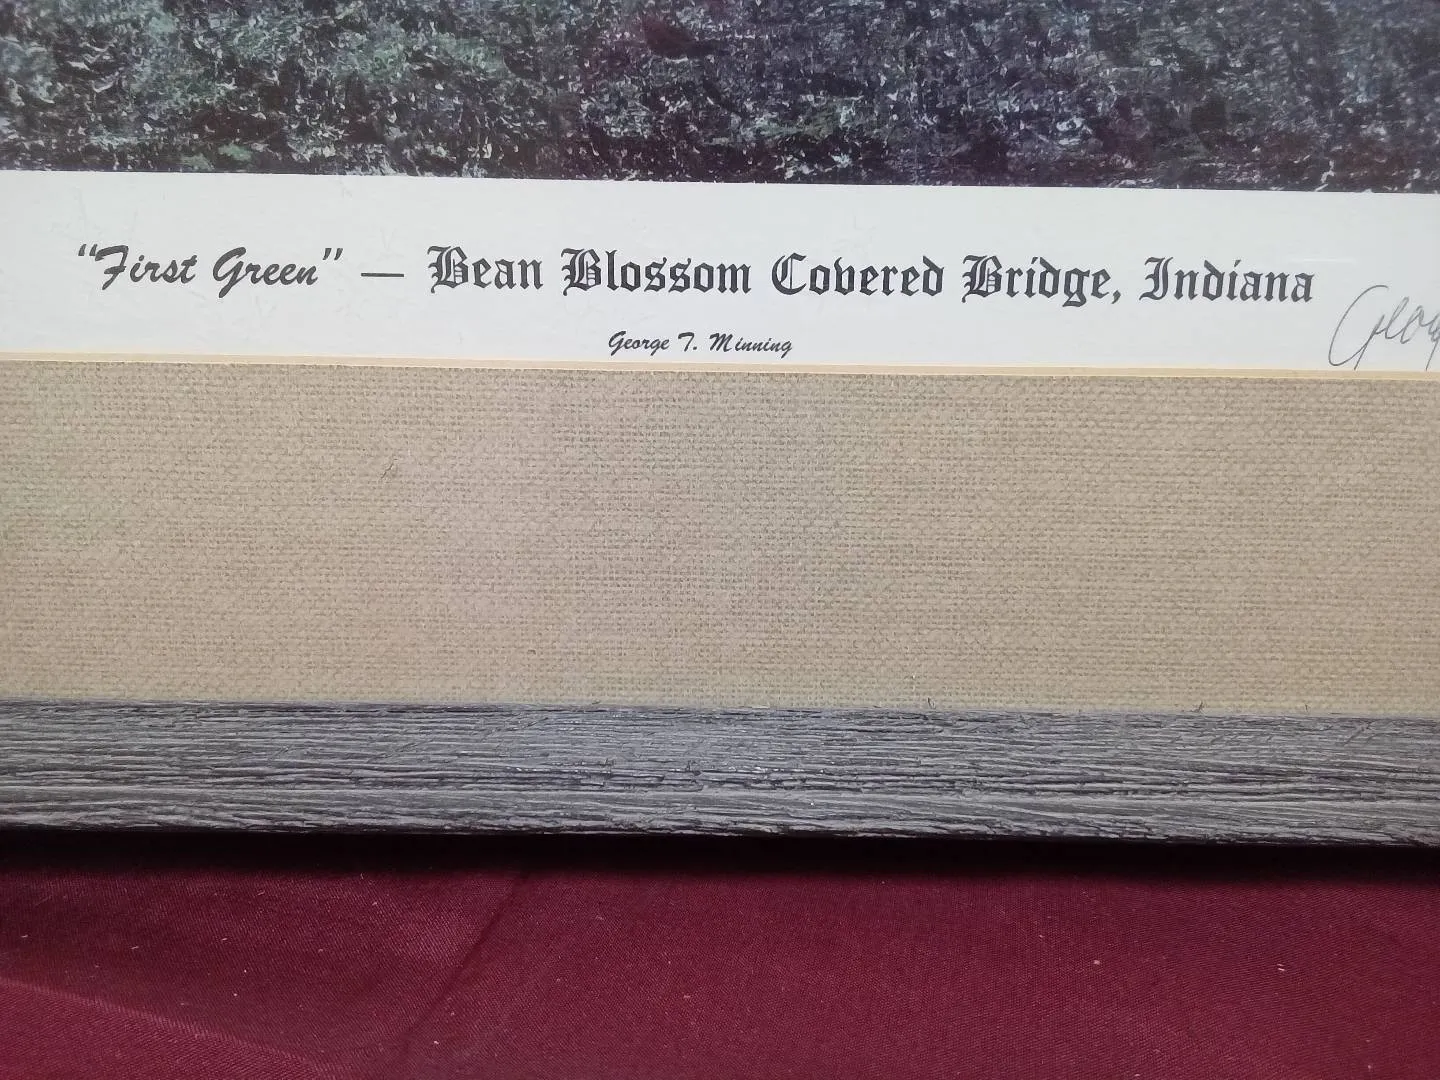 "First Green" — Bean Blossom Covered Bridge, Indiana
George T. Minning